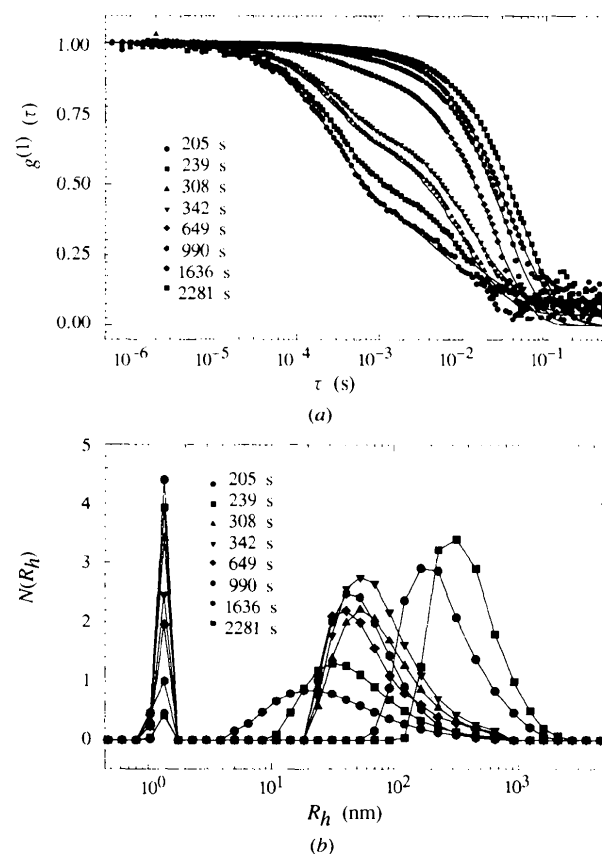 1.00
0.75
0.50
0.25
0.00
g(1) (τ)
205 s
239 s
308 s
342 s
649 s
990 s
1636 s
2281 s
10-6 10-5 10-4 10-3 10-2 10-1
τ (s)
(a)
5
4
3
2
1
0
N(Rh)
205 s
239 s
308 s
342 s
649 s
990 s
1636 s
2281 s
100 101 102 103
Rh (nm)
(b)